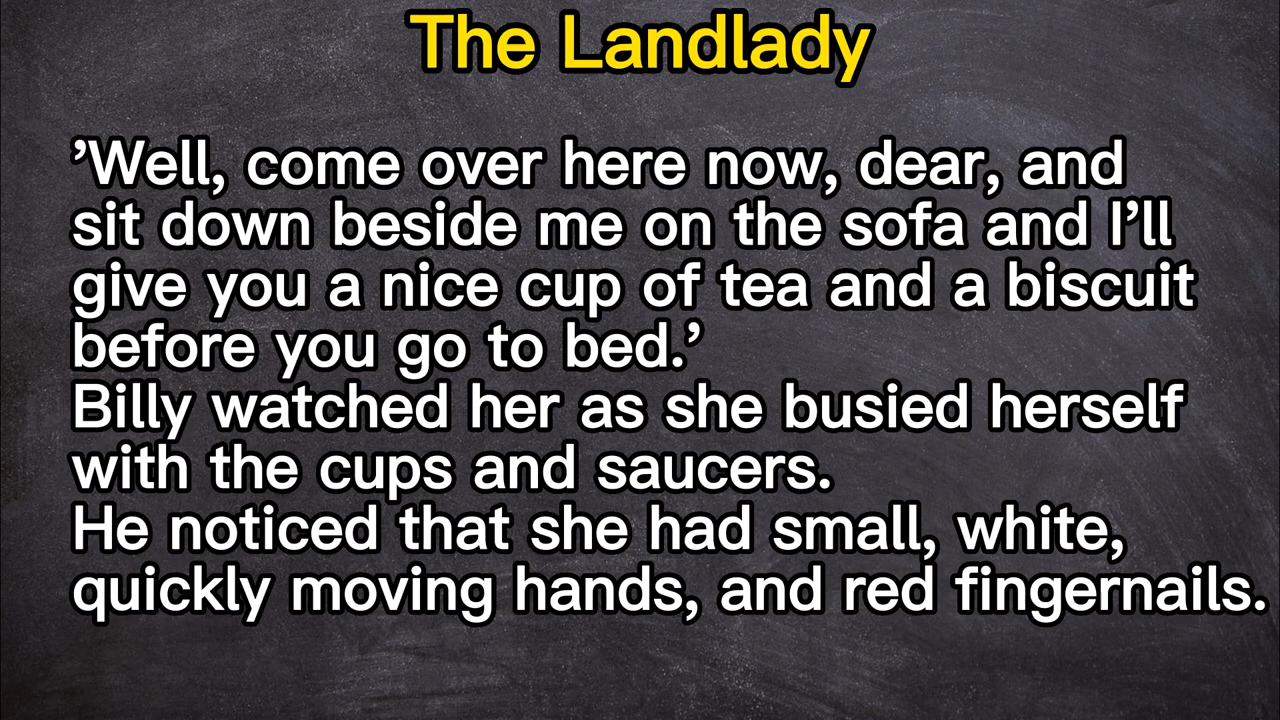 The Landlady
’Well, come over here now, dear, and
sit down beside me on the sofa and I’ll
give you a nice cup of tea and a biscuit
before you go to bed.’
Billy watched her as she busied herself
with the cups and saucers.
He noticed that she had small, white,
quickly moving hands, and red fingernails.